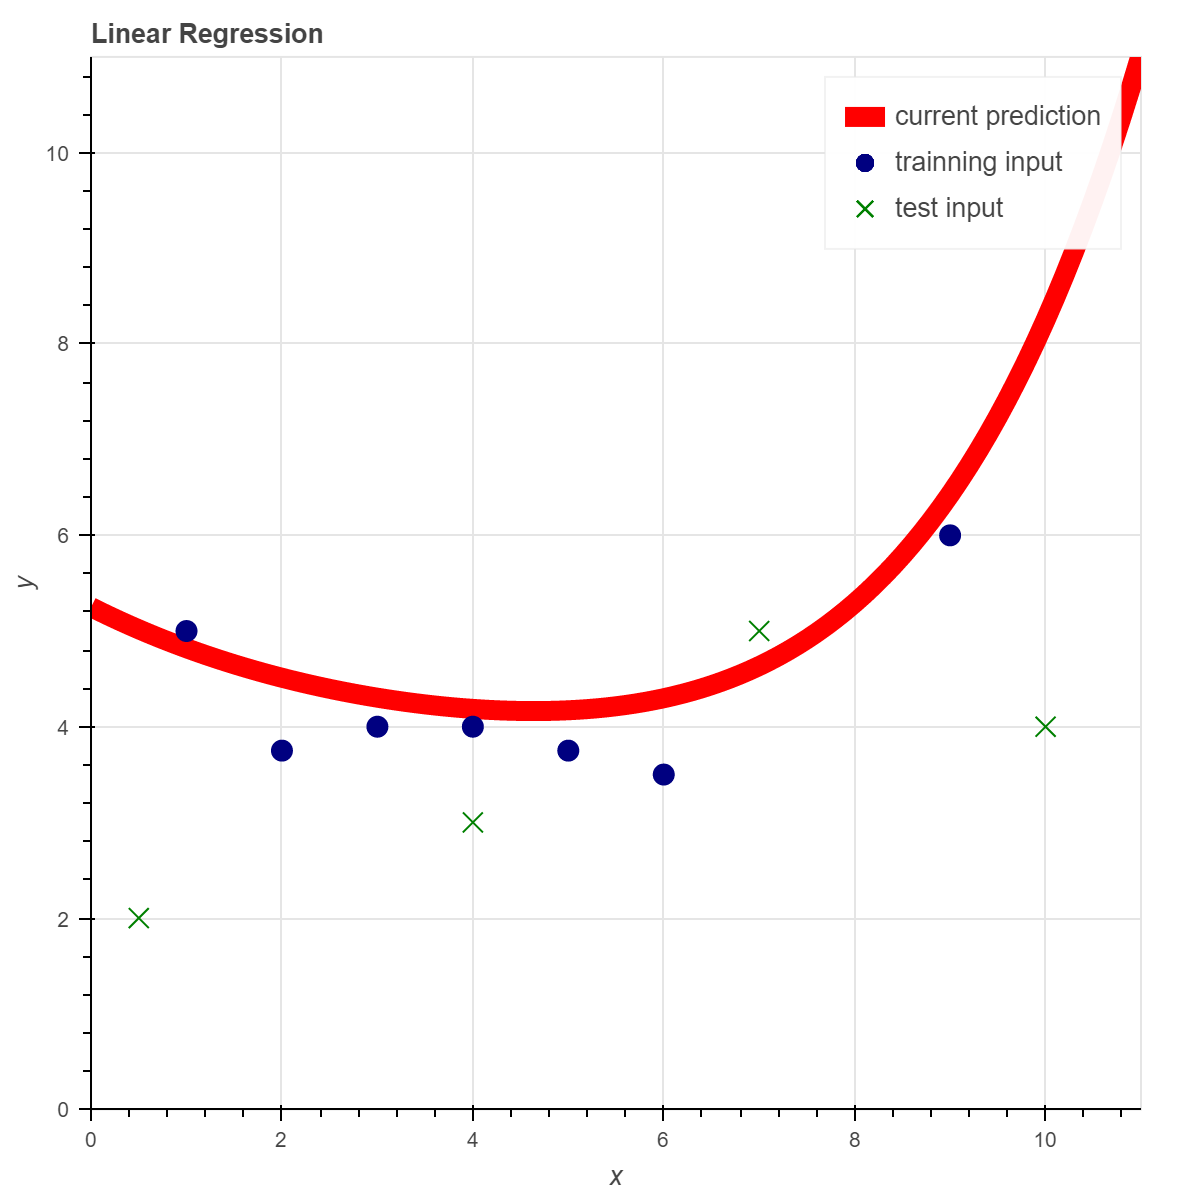 Linear Regression
current prediction
trainning input
test input
10
8
6
4
2
0
y
0 2 4 6 8 10
x